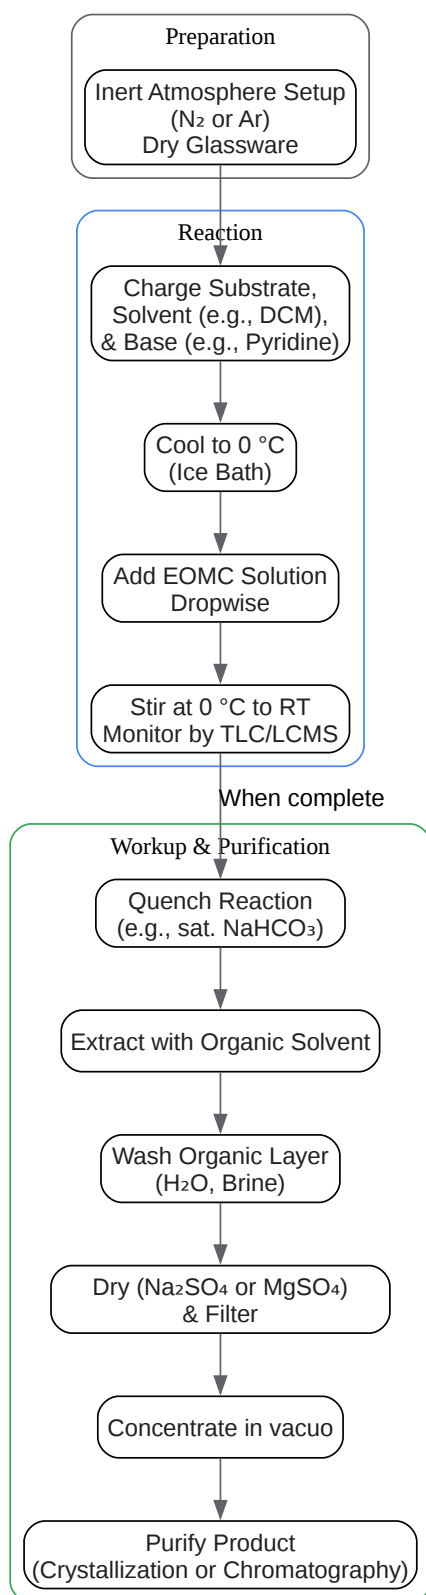 Preparation
Inert Atmosphere Setup
(N₂ or Ar)
Dry Glassware
Reaction
Charge Substrate,
Solvent (e.g., DCM),
& Base (e.g., Pyridine)
Cool to 0 °C
(Ice Bath)
Add EOMC Solution
Dropwise
Stir at 0 °C to RT
Monitor by TLC/LCMS
When complete
Workup & Purification
Quench Reaction
(e.g., sat. NaHCO₃)
Extract with Organic Solvent
Wash Organic Layer
(H₂O, Brine)
Dry (Na₂SO₄ or MgSO₄)
& Filter
Concentrate in vacuo
Purify Product
(Crystallization or Chromatography)